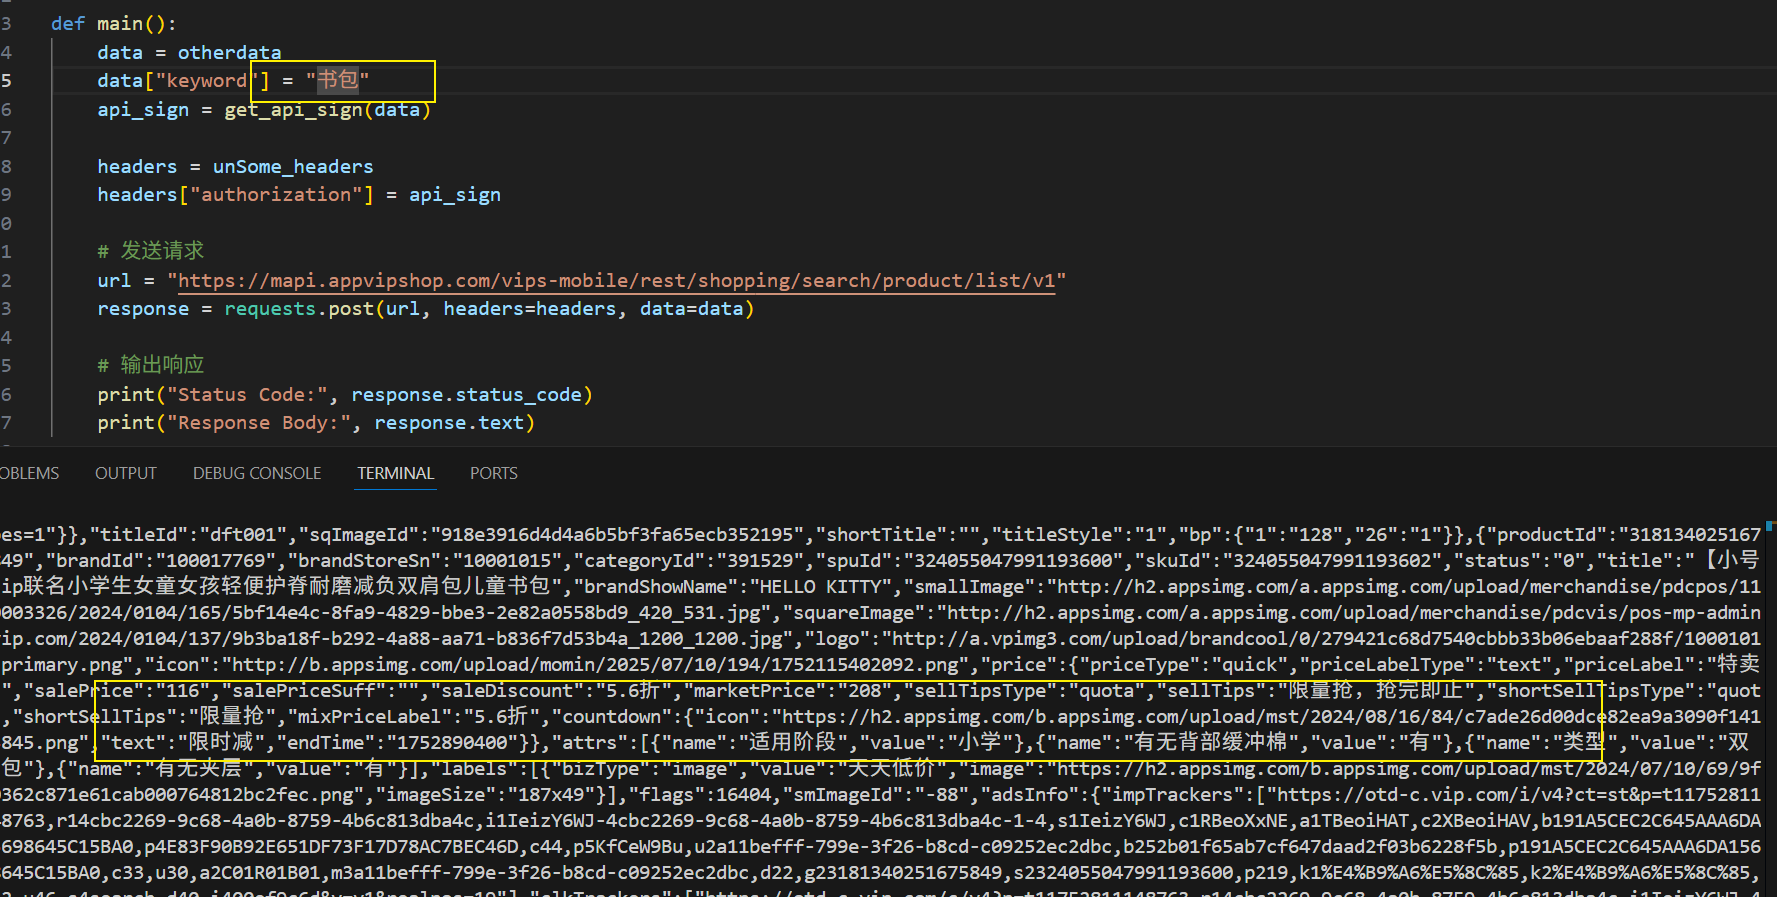 3 def main():
4 data = otherdata
5 data["keyword"] = "书包"
6 api_sign = get_api_sign(data)
7
8 headers = unSome_headers
9 headers["authorization"] = api_sign
0
1 # 发送请求
2 url = "https://mapi.appvipshop.com/vips-mobile/rest/shopping/search/product/list/v1"
3 response = requests.post(url, headers=headers, data=data)
4
5 # 输出响应
6 print("Status Code:", response.status_code)
7 print("Response Body:", response.text)
OBLEMS OUTPUT DEBUG CONSOLE TERMINAL PORTS
pes=1"}},"titleId":"dft001","sqImageId":"918e3916d4d4a6b5bf3fa65ecb352195","shortTitle":"","titleStyle":"1","bp":{"1":"128","26":"1"}},{"productId":"318134025167
849","brandId":"100017769","brandStoreSn":"10001015","categoryId":"391529","spuId":"324055047991193600","skuId":"324055047991193602","status":"0","title":"【小号
ip联名小学生女童女孩轻便护脊耐磨减负双肩包儿童书包","brandShowName":"HELLO KITTY","smallImage":"http://h2.appsimg.com/a.appsimg.com/upload/merchandise/pdcpos/11
0003326/2024/0104/165/5bf14e4c-8fa9-4829-bbe3-2e82a0558bd9_420_531.jpg","squareImage":"http://h2.appsimg.com/a.appsimg.com/upload/merchandise/pdcvis/pos-mp-admin
vip.com/2024/0104/137/9b3ba18f-b292-4a88-aa71-b836f7d53b4a_1200_1200.jpg","logo":"http://a.vpimg3.com/upload/brandcool/0/279421c68d7540cbbb33b06ebaaf288f/1000101
primary.png","icon":"http://b.appsimg.com/upload/momin/2025/07/10/194/1752115402092.png","price":{"priceType":"quick","priceLabelType":"text","priceLabel":"特卖
","salePrice":"116","salePriceSuff":"","saleDiscount":"5.6折","marketPrice":"208","sellTipsType":"quota","sellTips":"限量抢，抢完即止","shortSellTipsType":"quot
,"shortSellTips":"限量抢","mixPriceLabel":"5.6折","countdown":{"icon":"https://h2.appsimg.com/b.appsimg.com/upload/mst/2024/08/16/84/c7ade26d00dce82ea9a3090f141
845.png","text":"限时减","endTime":"1752890400"}},"attrs":[{"name":"适用阶段","value":"小学"},{"name":"有无背部缓冲棉","value":"有"},{"name":"类型","value":"双
包"},{"name":"有无夹层","value":"有"}],"labels":[{"bizType":"image","value":"天天低价","image":"https://h2.appsimg.com/b.appsimg.com/upload/mst/2024/07/10/69/9f
0362c871e61cab000764812bc2fec.png","imageSize":"187x49"}],"flags":16404,"smImageId":"-88","adsInfo":{"impTrackers":["https://otd-c.vip.com/i/v4?ct=st&p=t11752811
48763,r14cbc2269-9c68-4a0b-8759-4b6c813dba4c,i1IeizY6WJ-4cbc2269-9c68-4a0b-8759-4b6c813dba4c-1-4,s1IeizY6WJ,c1RBeoXxNE,a1TBeoiHAT,c2XBeoiHAV,b191A5CEC2C645AAA6DA
5698645C15BA0,p4E83F90B92E651DF73F17D78AC7BEC46D,c44,p5KfCeW9Bu,u2a11befff-799e-3f26-b8cd-c09252ec2dbc,b252b01f65ab7cf647daad2f03b6228f5b,p191A5CEC2C645AAA6DA156
8645C15BA0,c33,u30,a2C01R01B01,m3a11befff-799e-3f26-b8cd-c09252ec2dbc,d22,g23181340251675849,s2324055047991193600,p219,k1%E4%B9%A6%E5%8C%85,k2%E4%B9%A6%E5%8C%85,